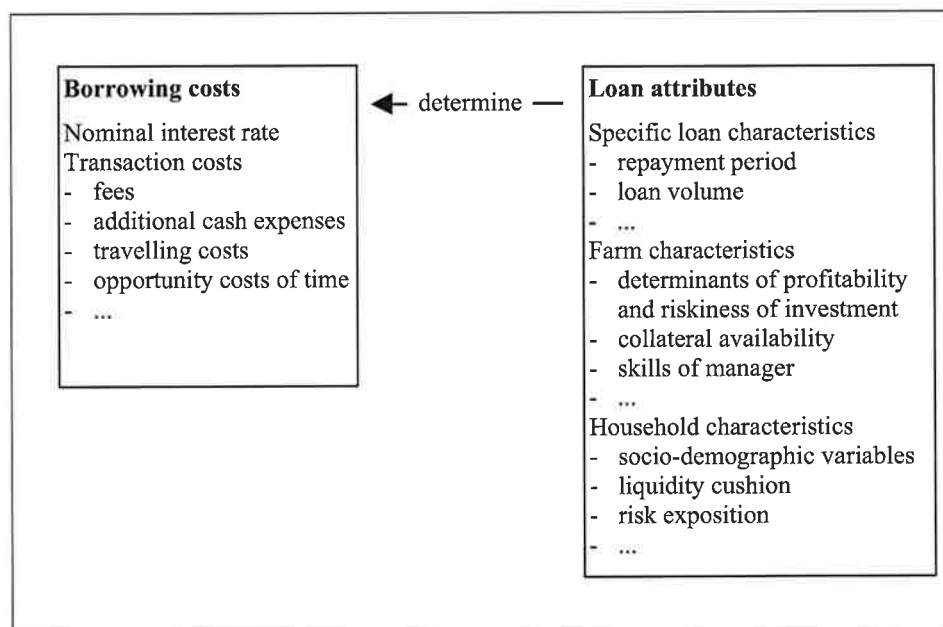 Borrowing costs
Nominal interest rate
Transaction costs
- fees
- additional cash expenses
- travelling costs
- opportunity costs of time
- ...
determine
Loan attributes
Specific loan characteristics
- repayment period
- loan volume
- ...
Farm characteristics
- determinants of profitability
and riskiness of investment
- collateral availability
- skills of manager
- ...
Household characteristics
- socio-demographic variables
- liquidity cushion
- risk exposition
- ...